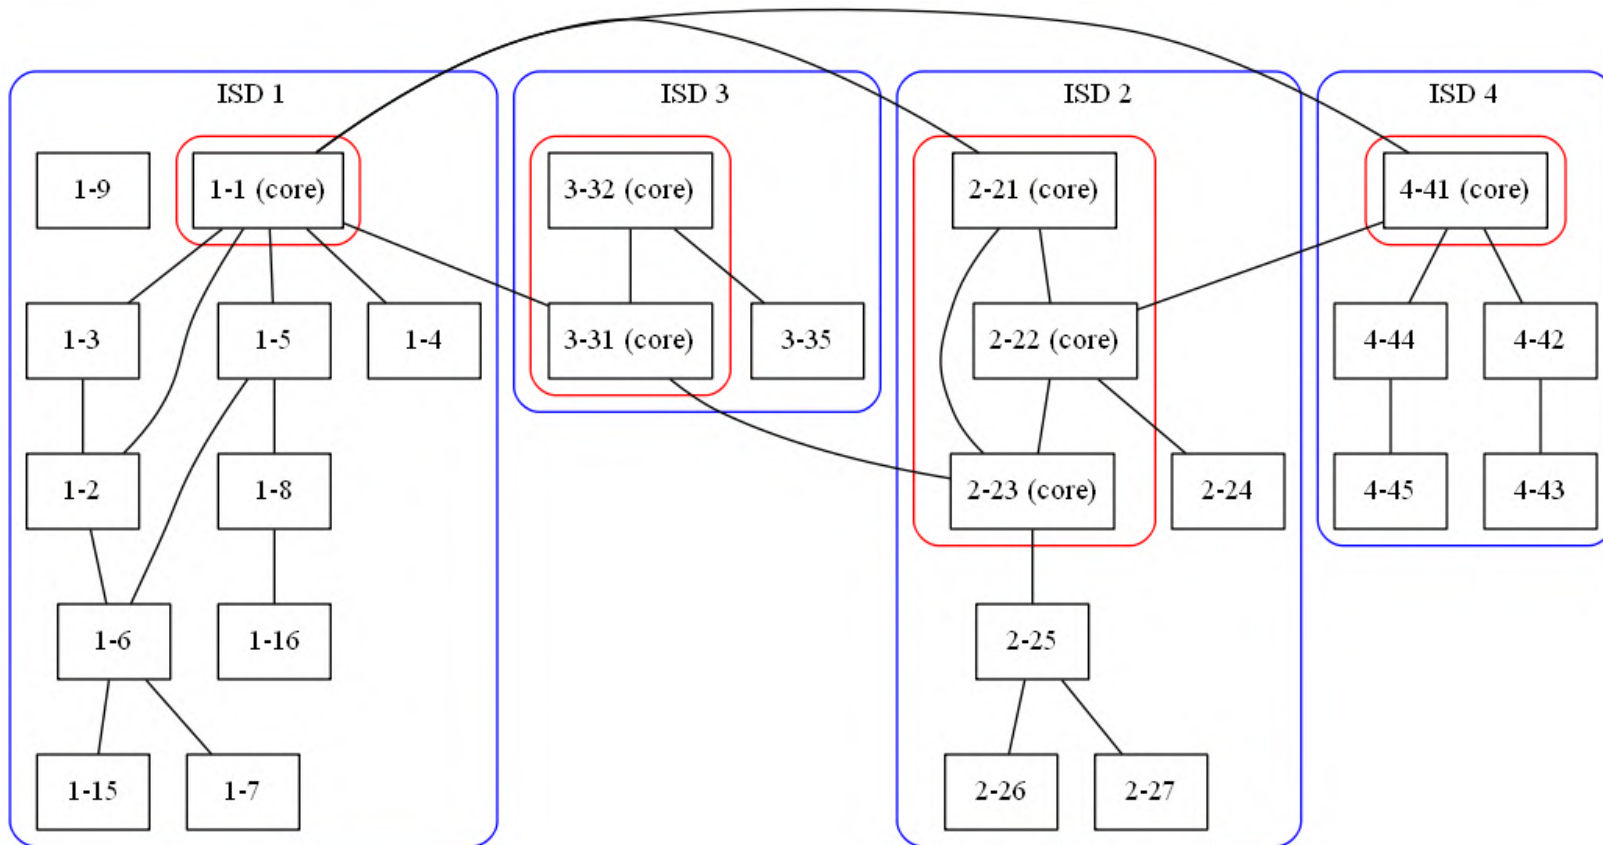 ISD 1
ISD 3
ISD 2
ISD 4
1-9
1-1 (core)
3-32 (core)
2-21 (core)
4-41 (core)
1-3
1-5
1-4
3-31 (core)
3-35
2-22 (core)
4-44
4-42
1-2
1-8
2-23 (core)
2-24
4-45
4-43
1-6
1-16
2-25
1-15
1-7
2-26
2-27